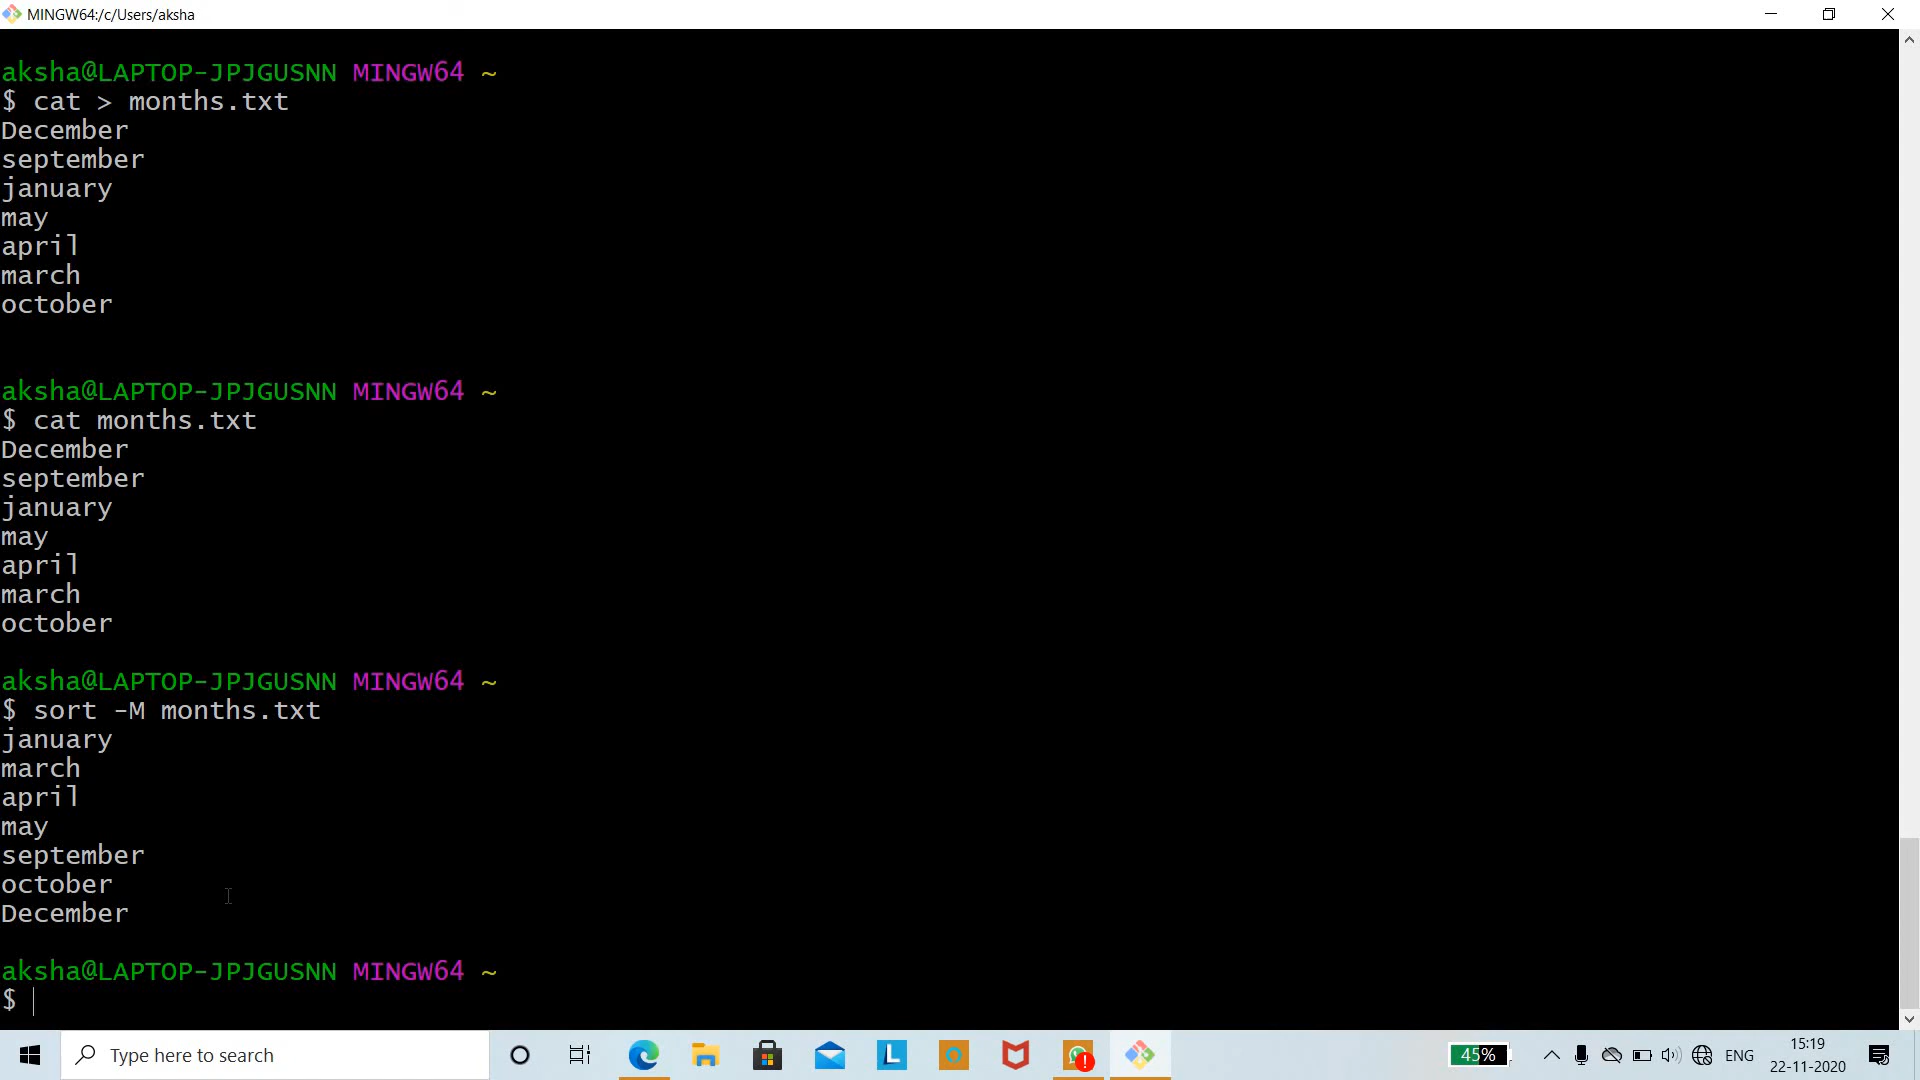 MINGW64:/c/Users/aksha
aksha@LAPTOP-JPJGUSNN MINGW64 ~
$ cat > months.txt
December
september
january
may
april
march
october
aksha@LAPTOP-JPJGUSNN MINGW64 ~
$ cat months.txt
December
september
january
may
april
march
october
aksha@LAPTOP-JPJGUSNN MINGW64 ~
$ sort -M months.txt
january
march
april
may
september
october
December
aksha@LAPTOP-JPJGUSNN MINGW64 ~
$
Type here to search
L
45%
ENG
15:19
22-11-2020